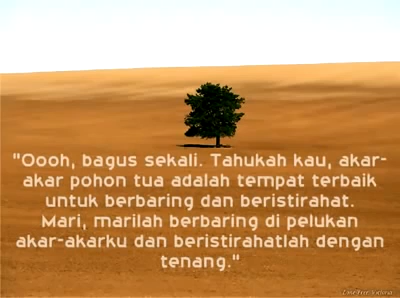 "Oooh, bagus sekali. Tahukah kau, akar-
akar pohon tua adalah tempat terbaik
untuk berbaring dan beristirahat.
Mari, marilah berbaring di pelukan
akar-akarku dan beristirahatlah dengan
tenang."